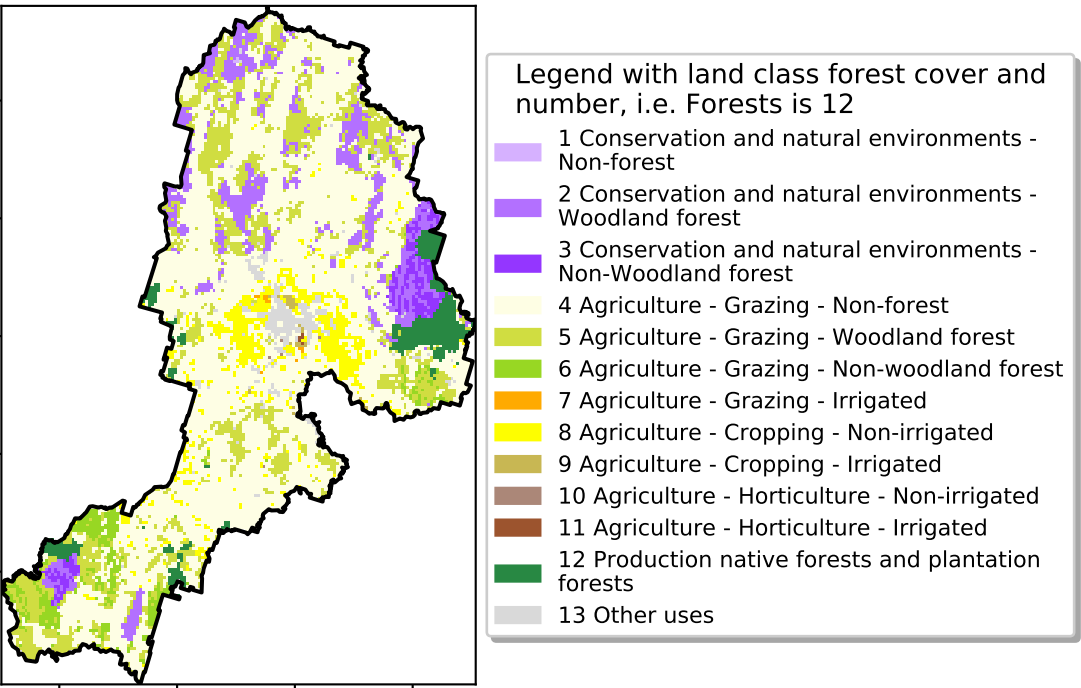 Legend with land class forest cover and
number, i.e. Forests is 12
1 Conservation and natural environments -
Non-forest
2 Conservation and natural environments -
Woodland forest
3 Conservation and natural environments -
Non-Woodland forest
4 Agriculture - Grazing - Non-forest
5 Agriculture - Grazing - Woodland forest
6 Agriculture - Grazing - Non-woodland forest
7 Agriculture - Grazing - Irrigated
8 Agriculture - Cropping - Non-irrigated
9 Agriculture - Cropping - Irrigated
10 Agriculture - Horticulture - Non-irrigated
11 Agriculture - Horticulture - Irrigated
12 Production native forests and plantation
forests
13 Other uses